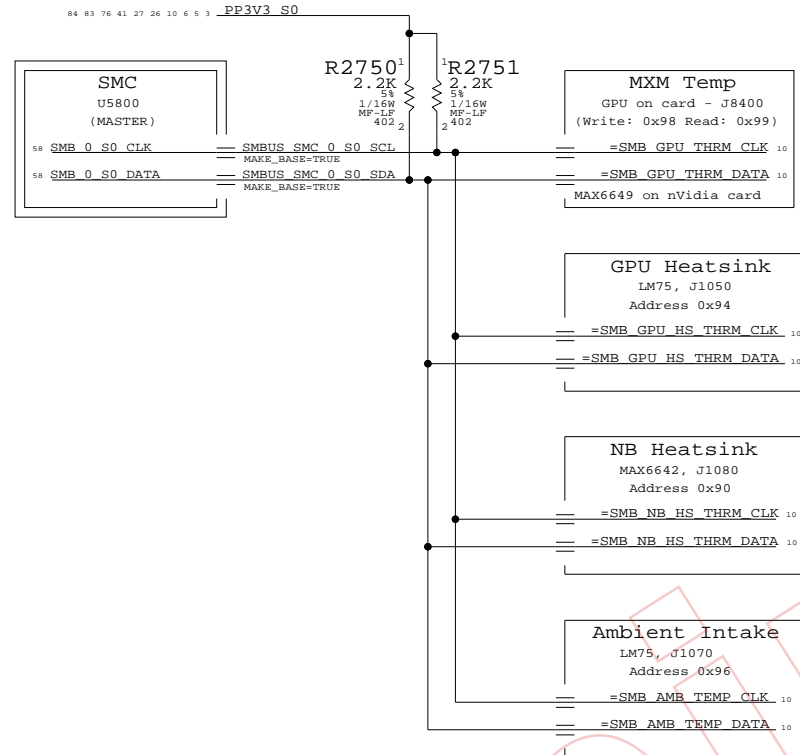 84 83 76 41 27 26 10 6 5 3 PP3V3_S0
R2750 1
2.2K
5%
1/16W
MF-LF
402
2
1 R2751
2.2K
5%
1/16W
MF-LF
2 402
SMC
U5800
(MASTER)
58 SMB_0_S0_CLK
SMBUS_SMC_0_S0_SCL
MAKE_BASE=TRUE
58 SMB_0_S0_DATA
SMBUS_SMC_0_S0_SDA
MAKE_BASE=TRUE
MXM Temp
GPU on card - J8400
(Write: 0x98 Read: 0x99)
=SMB_GPU_THRM_CLK 10
=SMB_GPU_THRM_DATA 10
MAX6649 on nVidia card
GPU Heatsink
LM75, J1050
Address 0x94
=SMB_GPU_HS_THRM_CLK 10
=SMB_GPU_HS_THRM_DATA 10
NB Heatsink
MAX6642, J1080
Address 0x90
=SMB_NB_HS_THRM_CLK 10
=SMB_NB_HS_THRM_DATA 10
Ambient Intake
LM75, J1070
Address 0x96
=SMB_AMB_TEMP_CLK 10
=SMB_AMB_TEMP_DATA 10